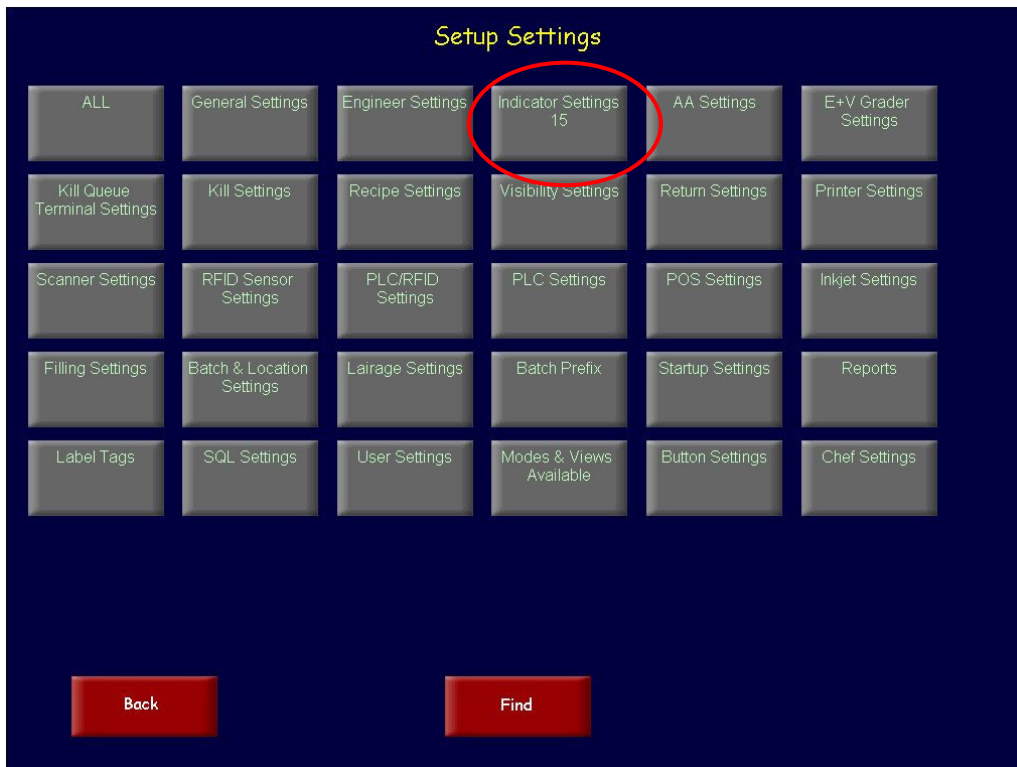 Setup Settings
ALL
General Settings
Engineer Settings
Indicator Settings
15
AA Settings
E+V Grader
Settings
Kill Queue
Terminal Settings
Kill Settings
Recipe Settings
Visibility Settings
Return Settings
Printer Settings
Scanner Settings
RFID Sensor
Settings
PLC/RFID
Settings
PLC Settings
POS Settings
Inkjet Settings
Filling Settings
Batch & Location
Settings
Lairage Settings
Batch Prefix
Startup Settings
Reports
Label Tags
SQL Settings
User Settings
Modes & Views
Available
Button Settings
Chef Settings
Back
Find